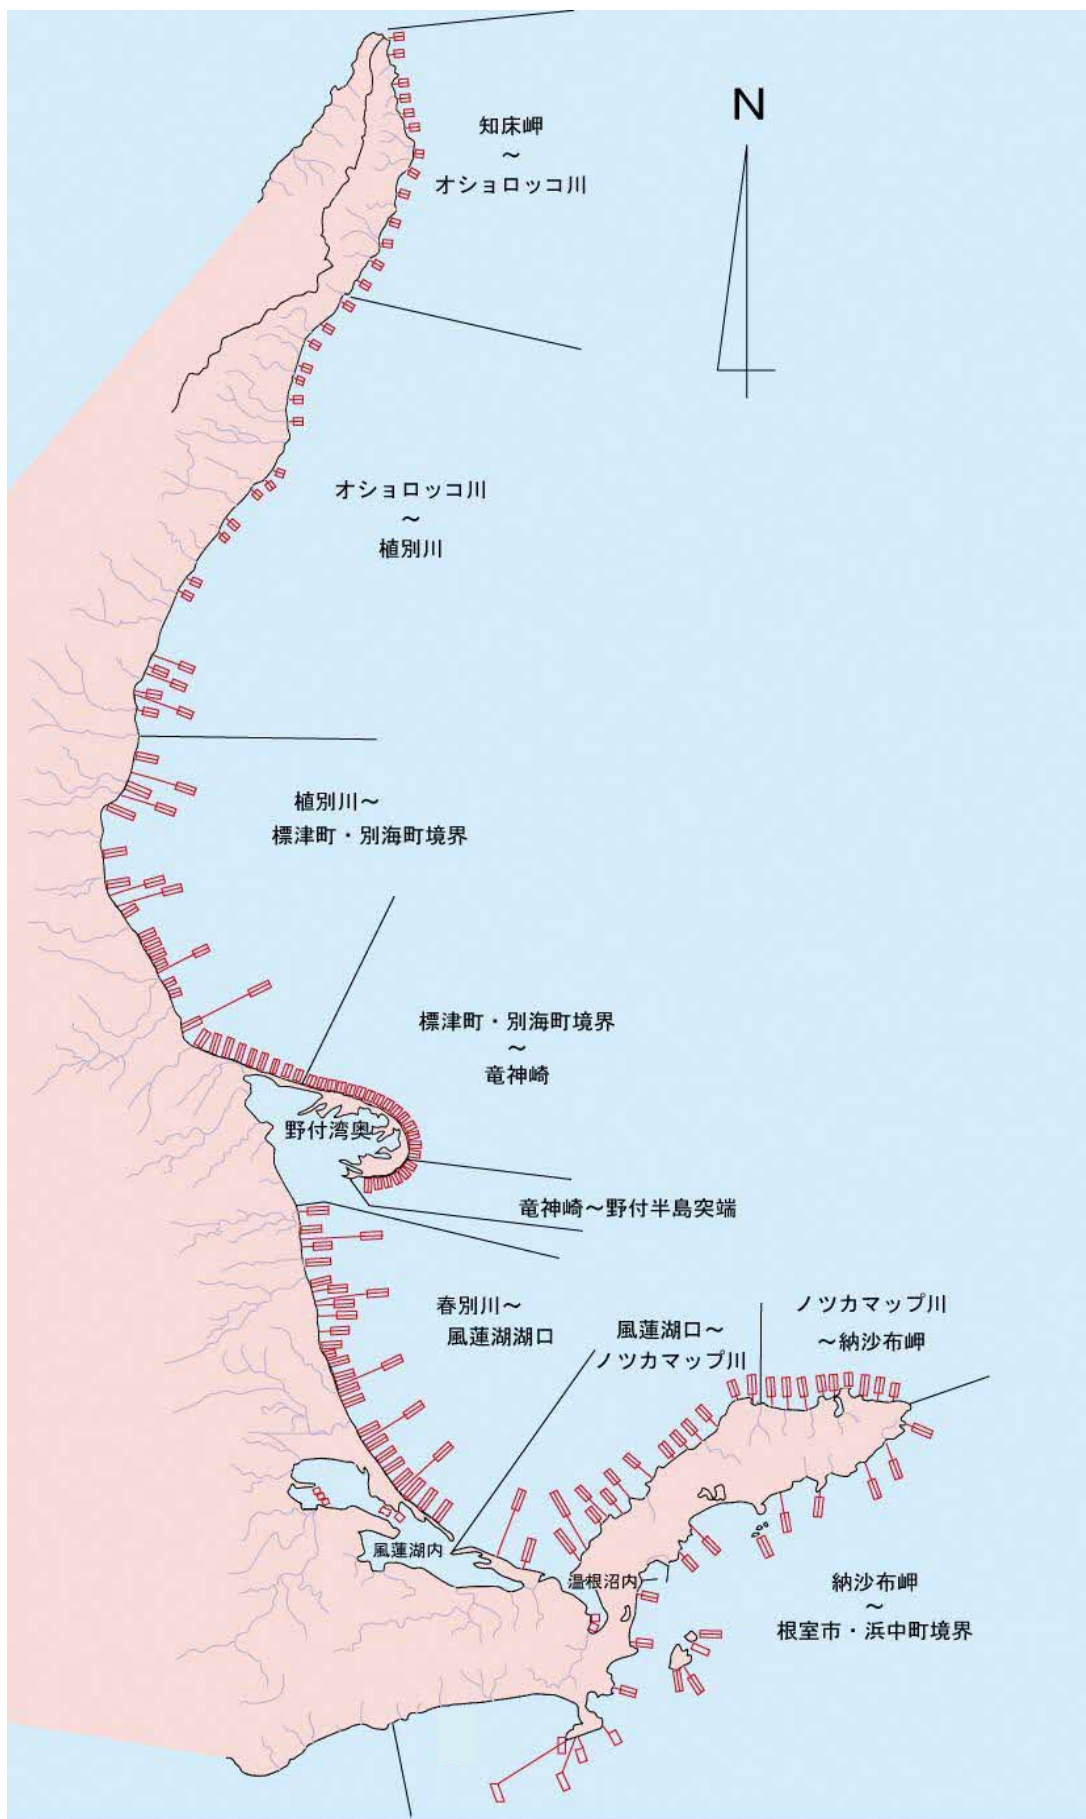 N
知床岬
～
オショロッコ川
オショロッコ川
～
植別川
植別川～
標津町・別海町境界
標津町・別海町境界
～
竜神崎
野付湾奥
竜神崎～野付半島突端
春別川～
風蓮湖湖口
風蓮湖口～
ノツカマップ川
ノツカマップ川
～納沙布岬
風蓮湖内
温根沼内
納沙布岬
～
根室市・浜中町境界